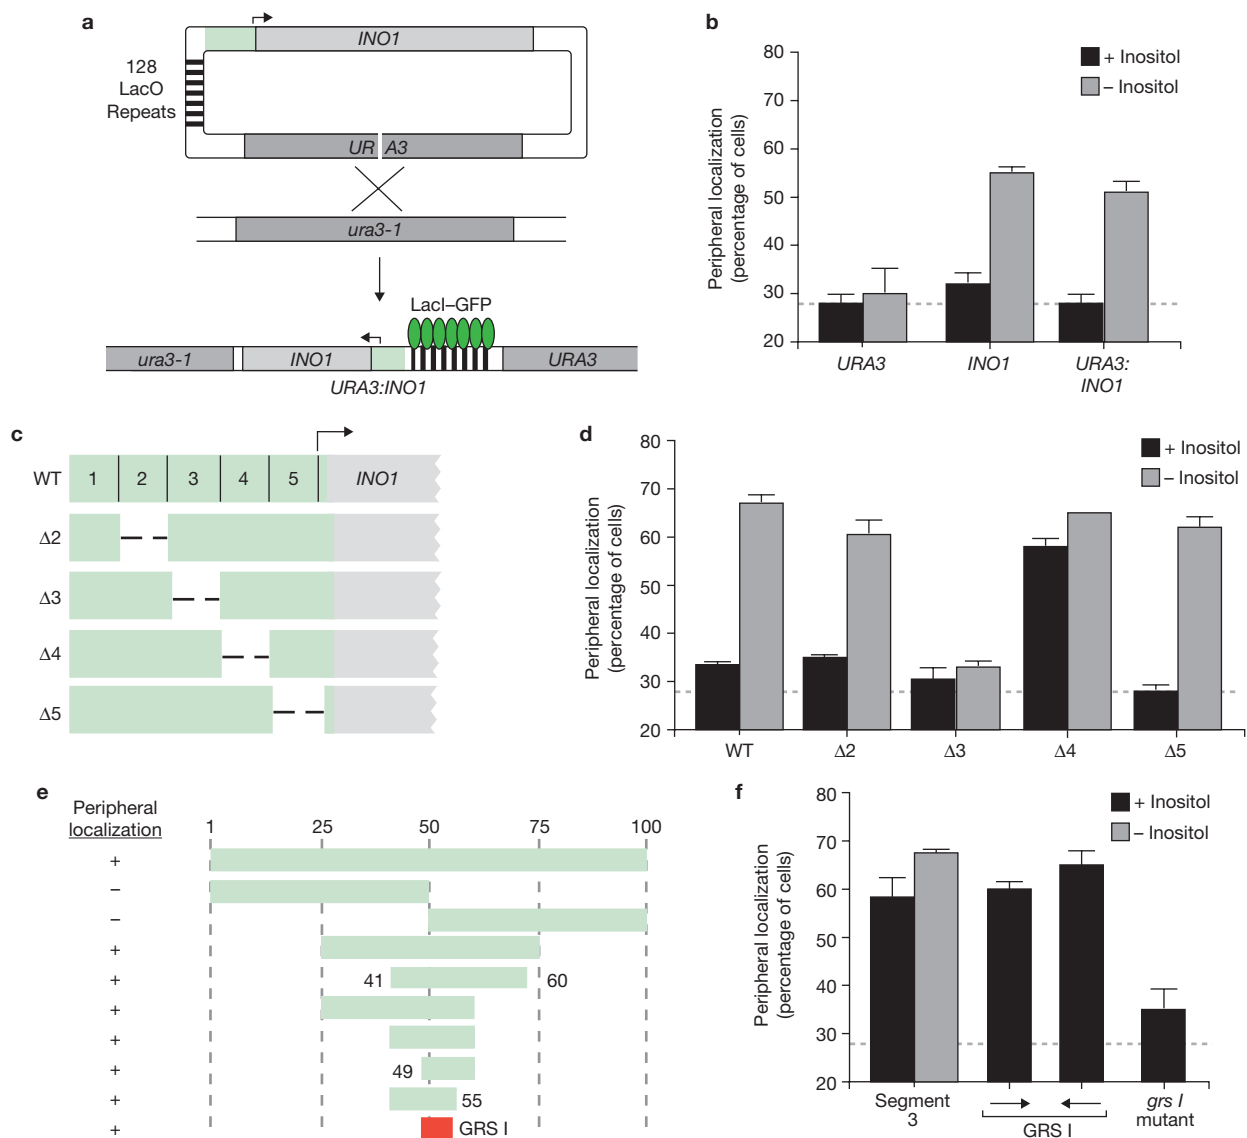 a
INO1
128
LacO
Repeats
UR A3
ura3-1
LacI–GFP
ura3-1
INO1
URA3
URA3:INO1
b
+ Inositol
– Inositol
Peripheral localization
(percentage of cells)
80
70
60
50
40
30
20
URA3
INO1
URA3:
INO1
c
WT
1
2
3
4
5
INO1
Δ2
Δ3
Δ4
Δ5
d
+ Inositol
– Inositol
Peripheral localization
(percentage of cells)
80
70
60
50
40
30
20
WT
Δ2
Δ3
Δ4
Δ5
e
Peripheral
localization
1
25
50
75
100
+
–
–
+
+
41
60
+
+
+
49
+
55
+
GRS I
f
+ Inositol
– Inositol
Peripheral localization
(percentage of cells)
80
70
60
50
40
30
20
Segment
3
GRS I
grs I
mutant